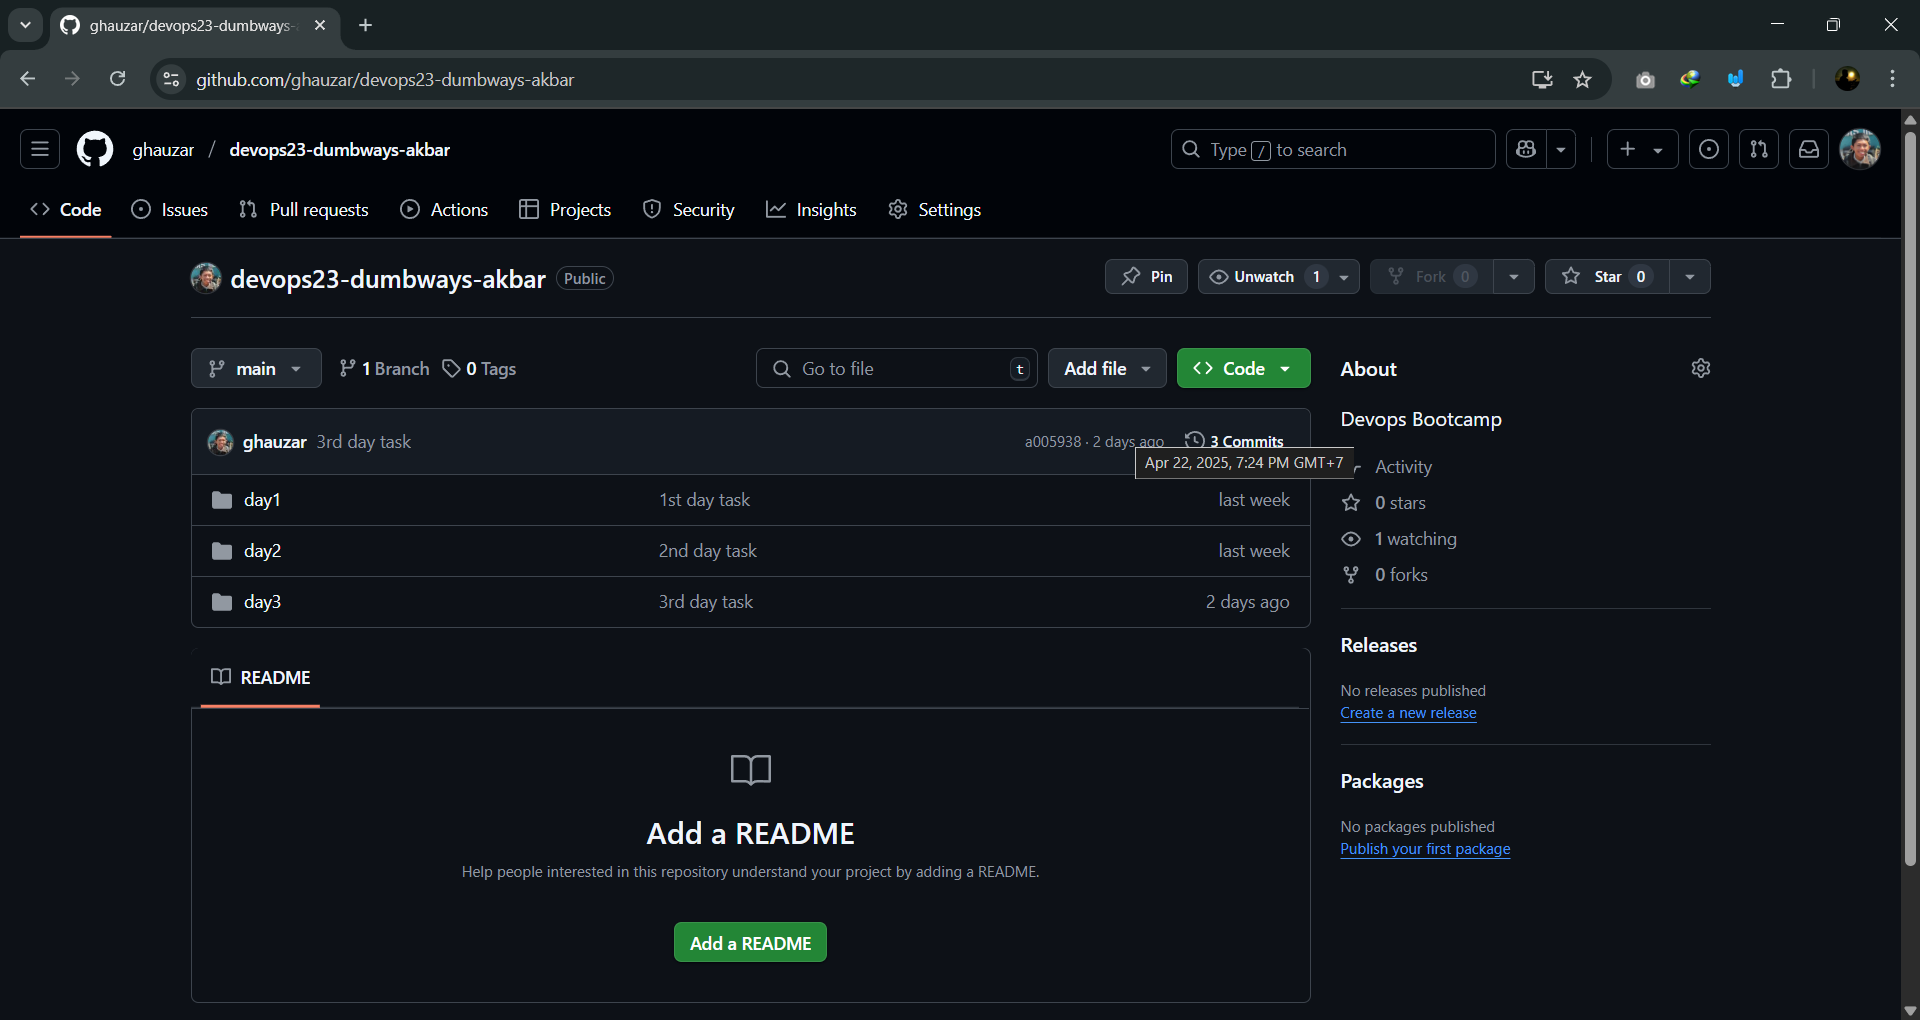 ghauzar/devops23-dumbways-
github.com/ghauzar/devops23-dumbways-akbar
ghauzar / devops23-dumbways-akbar
Type / to search
Code Issues Pull requests Actions Projects Security Insights Settings
devops23-dumbways-akbar Public
Pin Unwatch 1 Fork 0 Star 0
main 1 Branch 0 Tags Go to file t Add file Code
ghauzar 3rd day task a005938 · 2 days ago 3 Commits
Apr 22, 2025, 7:24 PM GMT+7
day1 1st day task last week
day2 2nd day task last week
day3 3rd day task 2 days ago
README
Add a README
Help people interested in this repository understand your project by adding a README.
Add a README
About
Devops Bootcamp
Activity
0 stars
1 watching
0 forks
Releases
No releases published
Create a new release
Packages
No packages published
Publish your first package